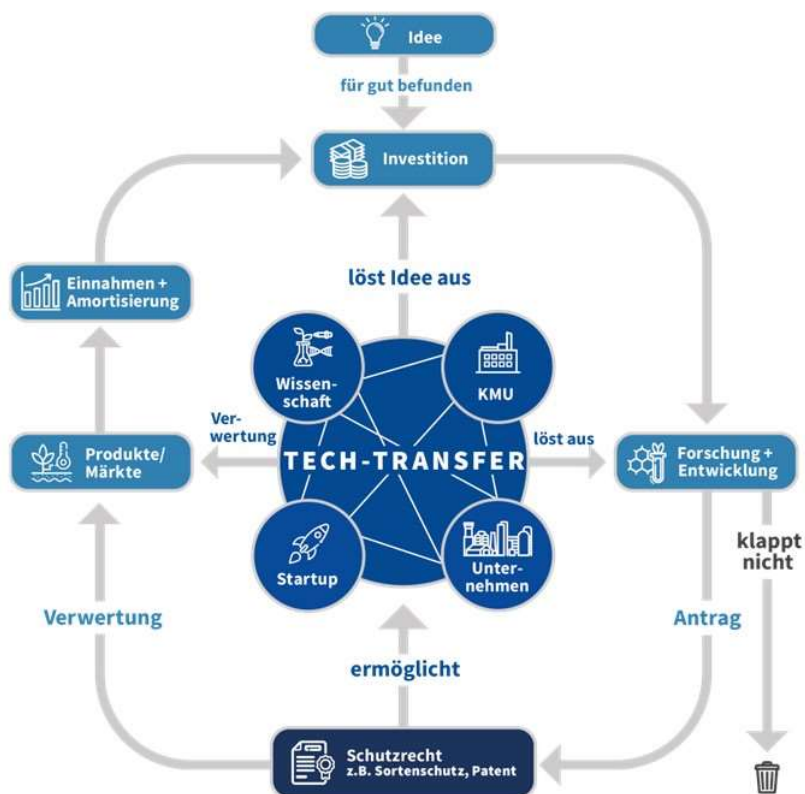 Idee
für gut befunden
Investition
löst Idee aus
Einnahmen +
Amortisierung
Wissen-
schaft
KMU
Ver-
wertung
Produkte/
Märkte
TECH-TRANSFER
löst aus
Forschung +
Entwicklung
klappt
nicht
Startup
Unter-
nehmen
Verwertung
Antrag
ermöglicht
Schutzrecht
z.B. Sortenschutz, Patent